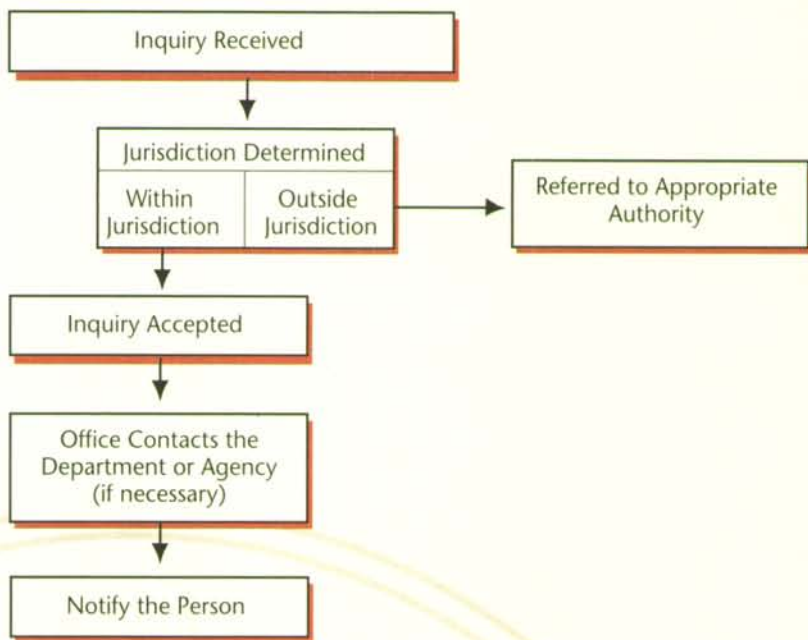 Inquiry Received
Jurisdiction Determined
Within
Jurisdiction
Outside
Jurisdiction
Referred to Appropriate
Authority
Inquiry Accepted
Office Contacts the
Department or Agency
(if necessary)
Notify the Person